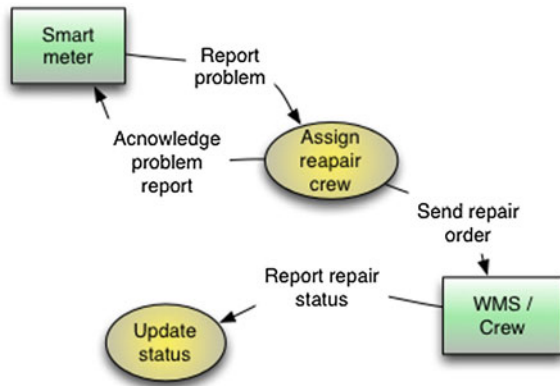 Smart
meter
Report
problem
Acnowledge
problem
report
Assign
reapair
crew
Send repair
order
Report repair
status
WMS /
Crew
Update
status